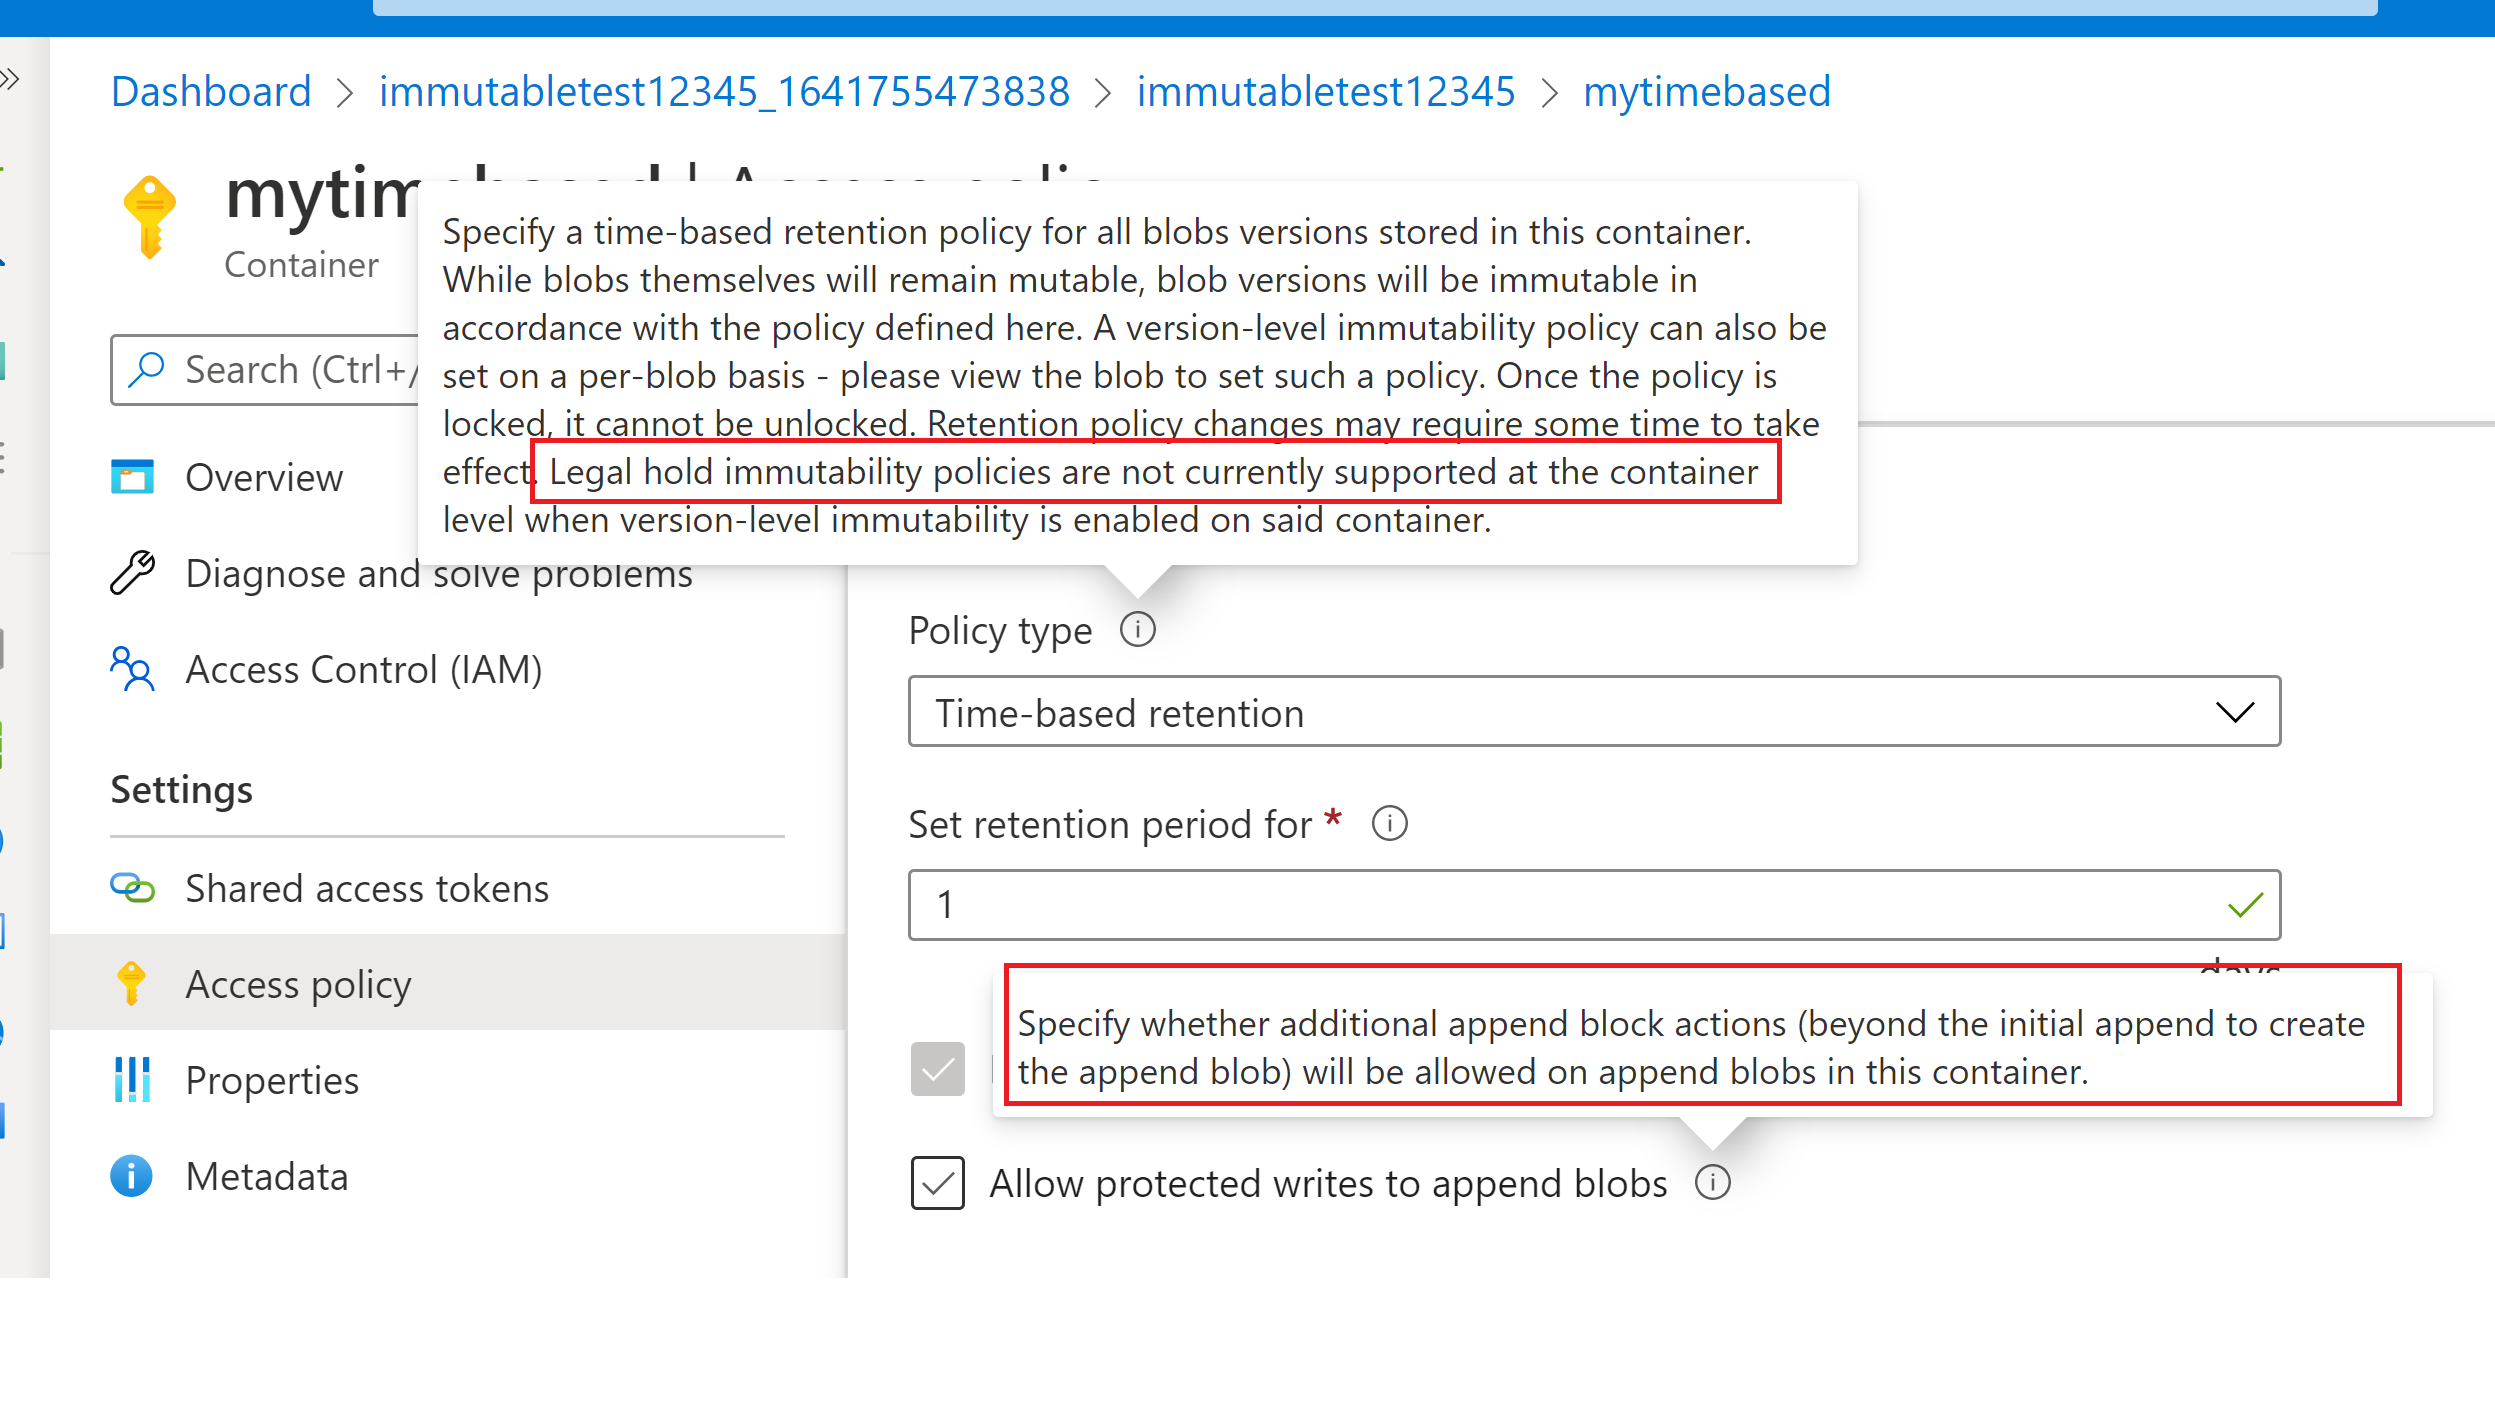 Dashboard > immutabletest12345_1641755473838 > immutabletest12345 > mytimebased
Container
Specify a time-based retention policy for all blobs versions stored in this container.
While blobs themselves will remain mutable, blob versions will be immutable in
accordance with the policy defined here. A version-level immutability policy can also be
set on a per-blob basis - please view the blob to set such a policy. Once the policy is
locked, it cannot be unlocked. Retention policy changes may require some time to take
effect. Legal hold immutability policies are not currently supported at the container
level when version-level immutability is enabled on said container.
Search (Ctrl+/
Overview
Diagnose and solve problems
Access Control (IAM)
Settings
Shared access tokens
Access policy
Properties
Metadata
Policy type
Time-based retention
Set retention period for *
1
days
Specify whether additional append block actions (beyond the initial append to create
the append blob) will be allowed on append blobs in this container.
Allow protected writes to append blobs